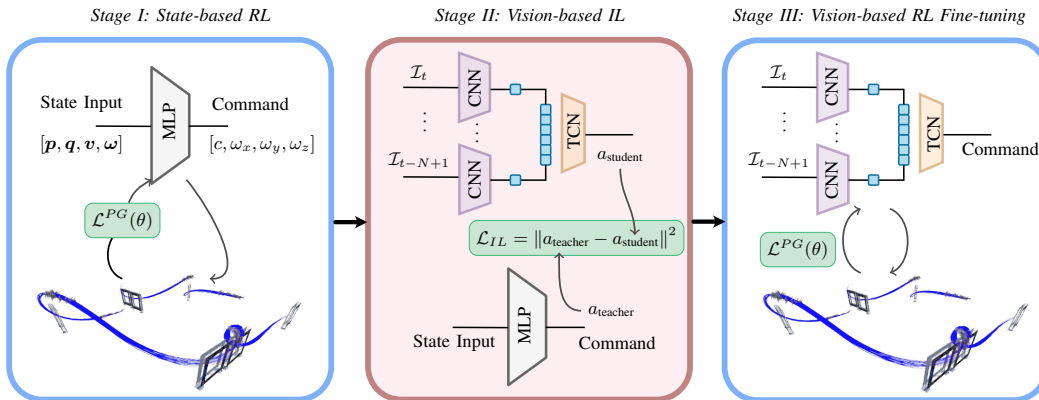 Stage I: State-based RL
State Input
[p, q, v, ω]
MLP
Command
[c, ω_x, ω_y, ω_z]
ℒ^{PG}(θ)
Stage II: Vision-based IL
ℐ_t
CNN
⋮
⋮
ℐ_{t−N+1}
CNN
TCN
a_student
ℒ_{IL} = ‖a_teacher − a_student‖²
a_teacher
State Input
MLP
Command
Stage III: Vision-based RL Fine-tuning
ℐ_t
CNN
⋮
⋮
ℐ_{t−N+1}
CNN
TCN
Command
ℒ^{PG}(θ)